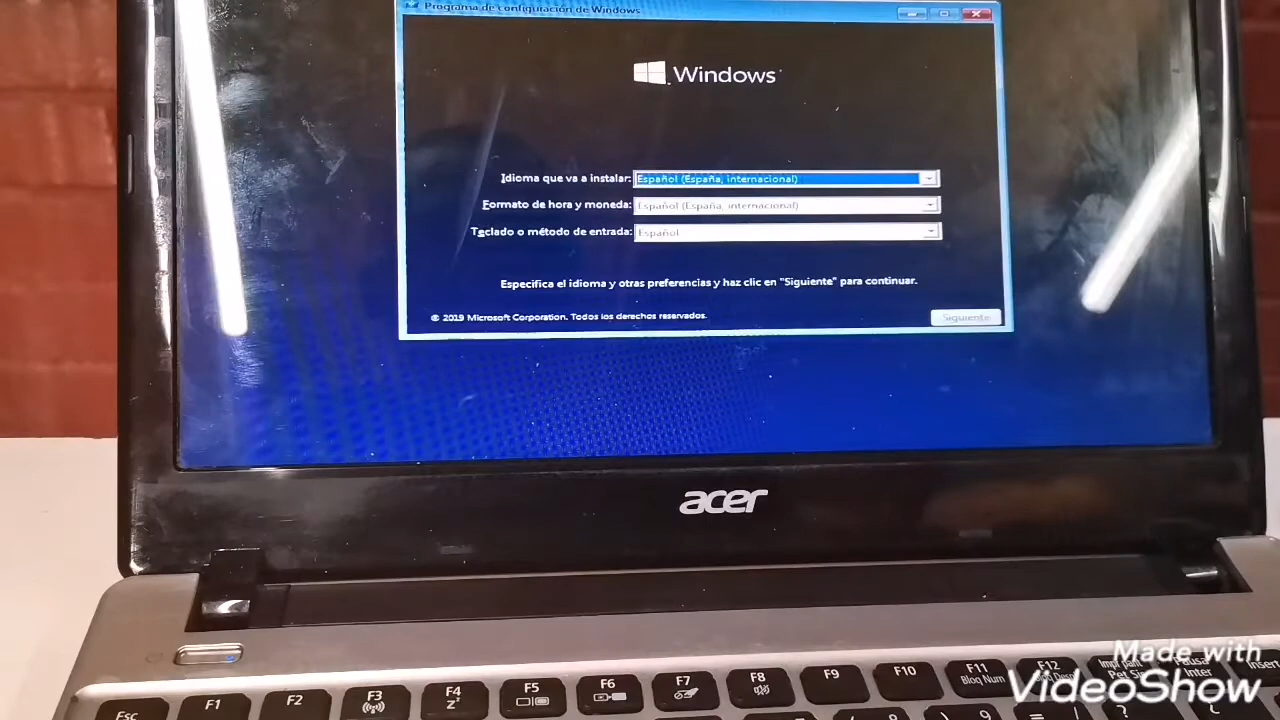 Programa de configuración de Windows
Windows
Idioma que va a instalar: Español (España, internacional)
Formato de hora y moneda: Español (España, internacional)
Teclado o método de entrada: Español
Especifica el idioma y otras preferencias y haz clic en "Siguiente" para continuar.
© 2019 Microsoft Corporation. Todos los derechos reservados.
Siguiente
acer
Made with
VideoShow
Esc F1 F2 F3 F4 F5 F6 F7 F8 F9 F10 F11 F12
Bloq Num